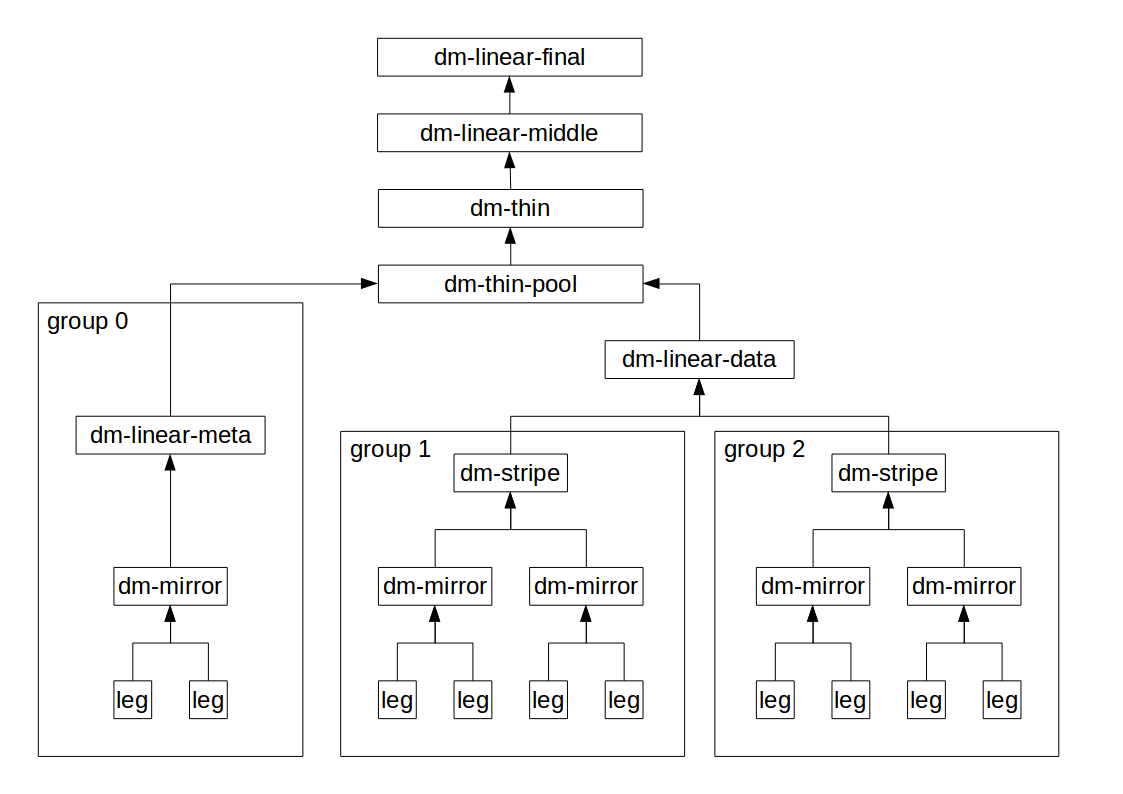 dm-linear-final
dm-linear-middle
dm-thin
dm-thin-pool
group 0
dm-linear-data
dm-linear-meta
group 1
group 2
dm-stripe
dm-stripe
dm-mirror
dm-mirror
dm-mirror
dm-mirror
dm-mirror
leg
leg
leg
leg
leg
leg
leg
leg
leg
leg